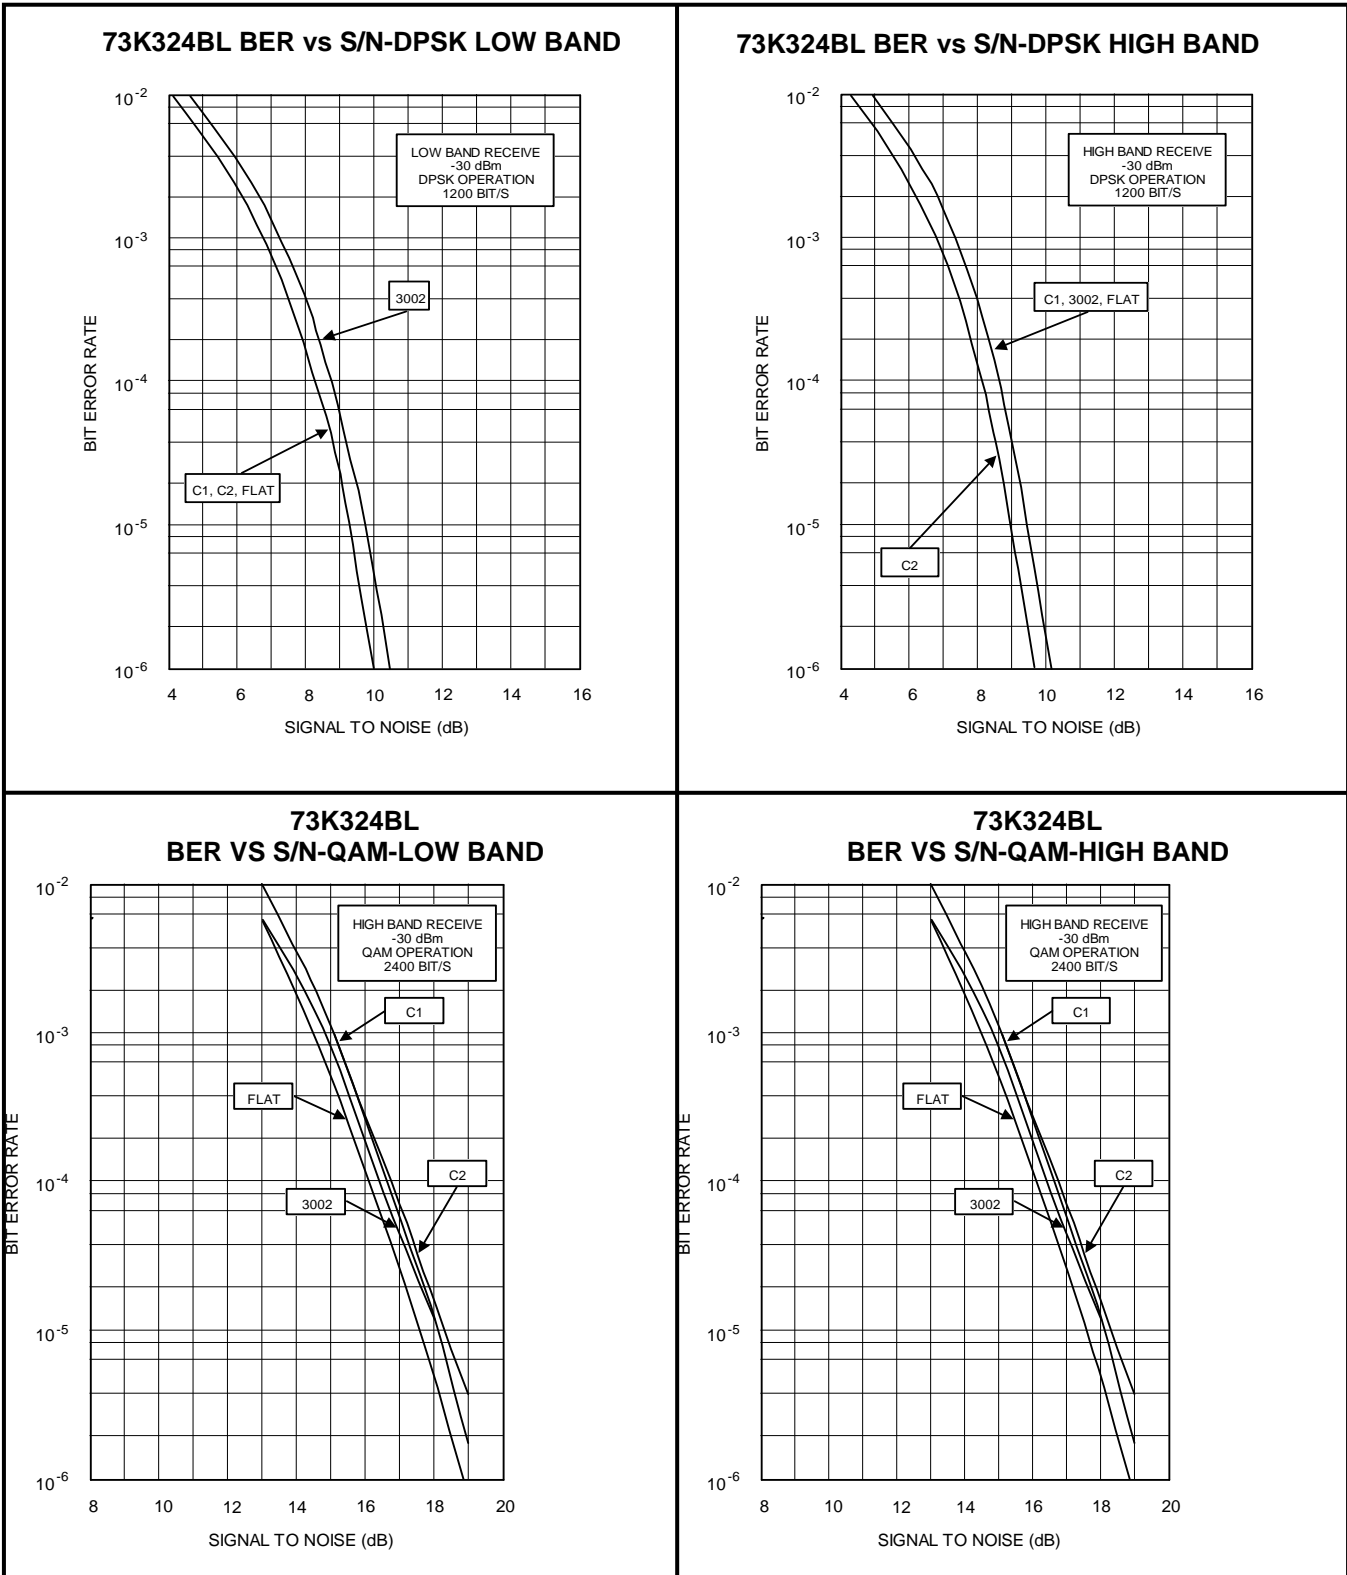 73K324BL BER vs S/N-DPSK LOW BAND
10-2
LOW BAND RECEIVE
-30 dBm
DPSK OPERATION
1200 BIT/S
10-3
3002
BIT ERROR RATE
10-4
C1, C2, FLAT
10-5
10-6
4 6 8 10 12 14 16
SIGNAL TO NOISE (dB)
73K324BL BER vs S/N-DPSK HIGH BAND
10-2
HIGH BAND RECEIVE
-30 dBm
DPSK OPERATION
1200 BIT/S
10-3
C1, 3002, FLAT
BIT ERROR RATE
10-4
10-5
C2
10-6
4 6 8 10 12 14 16
SIGNAL TO NOISE (dB)
73K324BL
BER VS S/N-QAM-LOW BAND
10-2
HIGH BAND RECEIVE
-30 dBm
QAM OPERATION
2400 BIT/S
C1
10-3
FLAT
BIT ERROR RATE
C2
10-4
3002
10-5
10-6
8 10 12 14 16 18 20
SIGNAL TO NOISE (dB)
73K324BL
BER VS S/N-QAM-HIGH BAND
10-2
HIGH BAND RECEIVE
-30 dBm
QAM OPERATION
2400 BIT/S
C1
10-3
FLAT
BIT ERROR RATE
C2
10-4
3002
10-5
10-6
8 10 12 14 16 18 20
SIGNAL TO NOISE (dB)